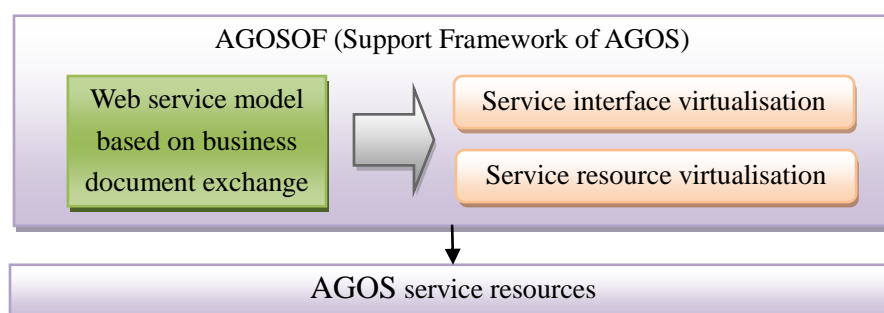 AGOSOF (Support Framework of AGOS)
Web service model
based on business
document exchange
Service interface virtualisation
Service resource virtualisation
AGOS service resources